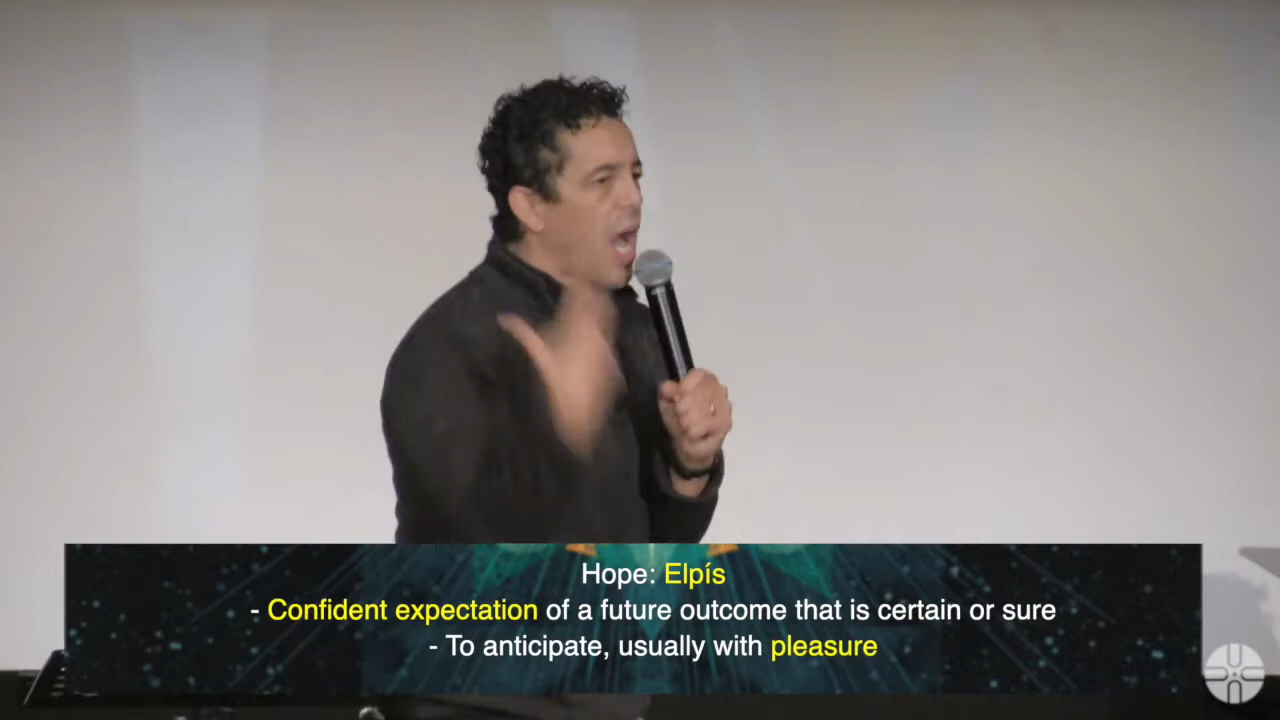 Hope: Elpís
- Confident expectation of a future outcome that is certain or sure
- To anticipate, usually with pleasure